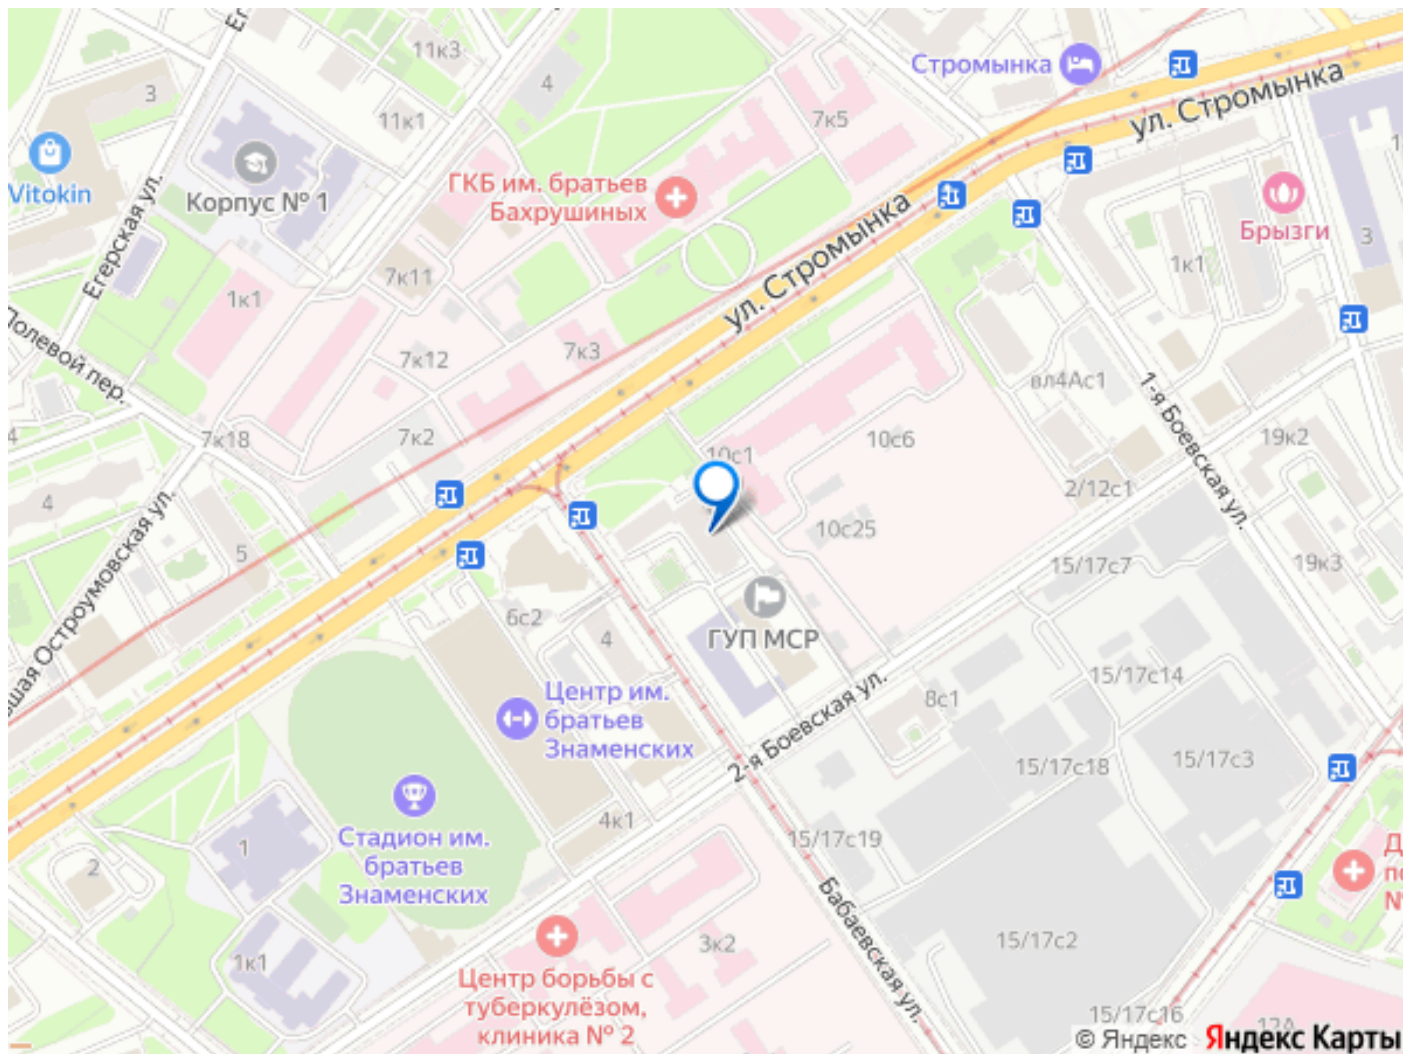 11к3
Стромынка
4
3
ул. Стромынка
7к5
11к1
Vitokin
Корпус № 1
ГКБ им. братьев
Бахрушиных
Егерская ул.
ул. Стромынка
Брызги
3
1к1
7к11
1к1
7к12
7к3
вл4Ас1
1-я Боевская ул.
Полевой пер.
7к18
7к2
10с1
10с6
19к2
4
4
5
2/12с1
10с25
15/17с7
19к3
6с2
4
ГУП МСР
15/17с14
8с1
Центр им.
братьев
Знаменских
2-я Боевская ул.
15/17с18
15/17с3
4к1
15/17с19
1
2
Стадион им.
братьев
Знаменских
Бабаевская ул.
1к1
3к2
15/17с2
Центр борьбы с
туберкулёзом,
клиника № 2
15/17с16
12А
© Яндекс Яндекс Карты